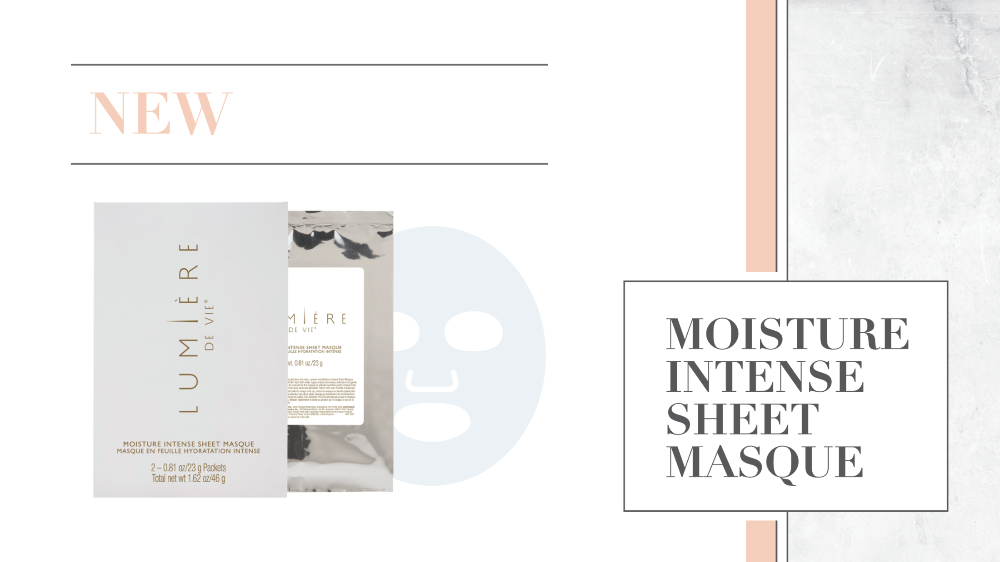 NEW
LUMIÈRE
DE VIE®
MOISTURE INTENSE SHEET MASQUE
MASQUE EN FEUILLE HYDRATATION INTENSE
2 – 0.81 oz/23 g Packets
Total net wt 1.62 oz/46 g
MIÈRE
DE VIE®
NTENSE SHEET MASQUE
UILLE HYDRATATION INTENSE
wt. 0.81 oz./23 g
MOISTURE
INTENSE
SHEET
MASQUE